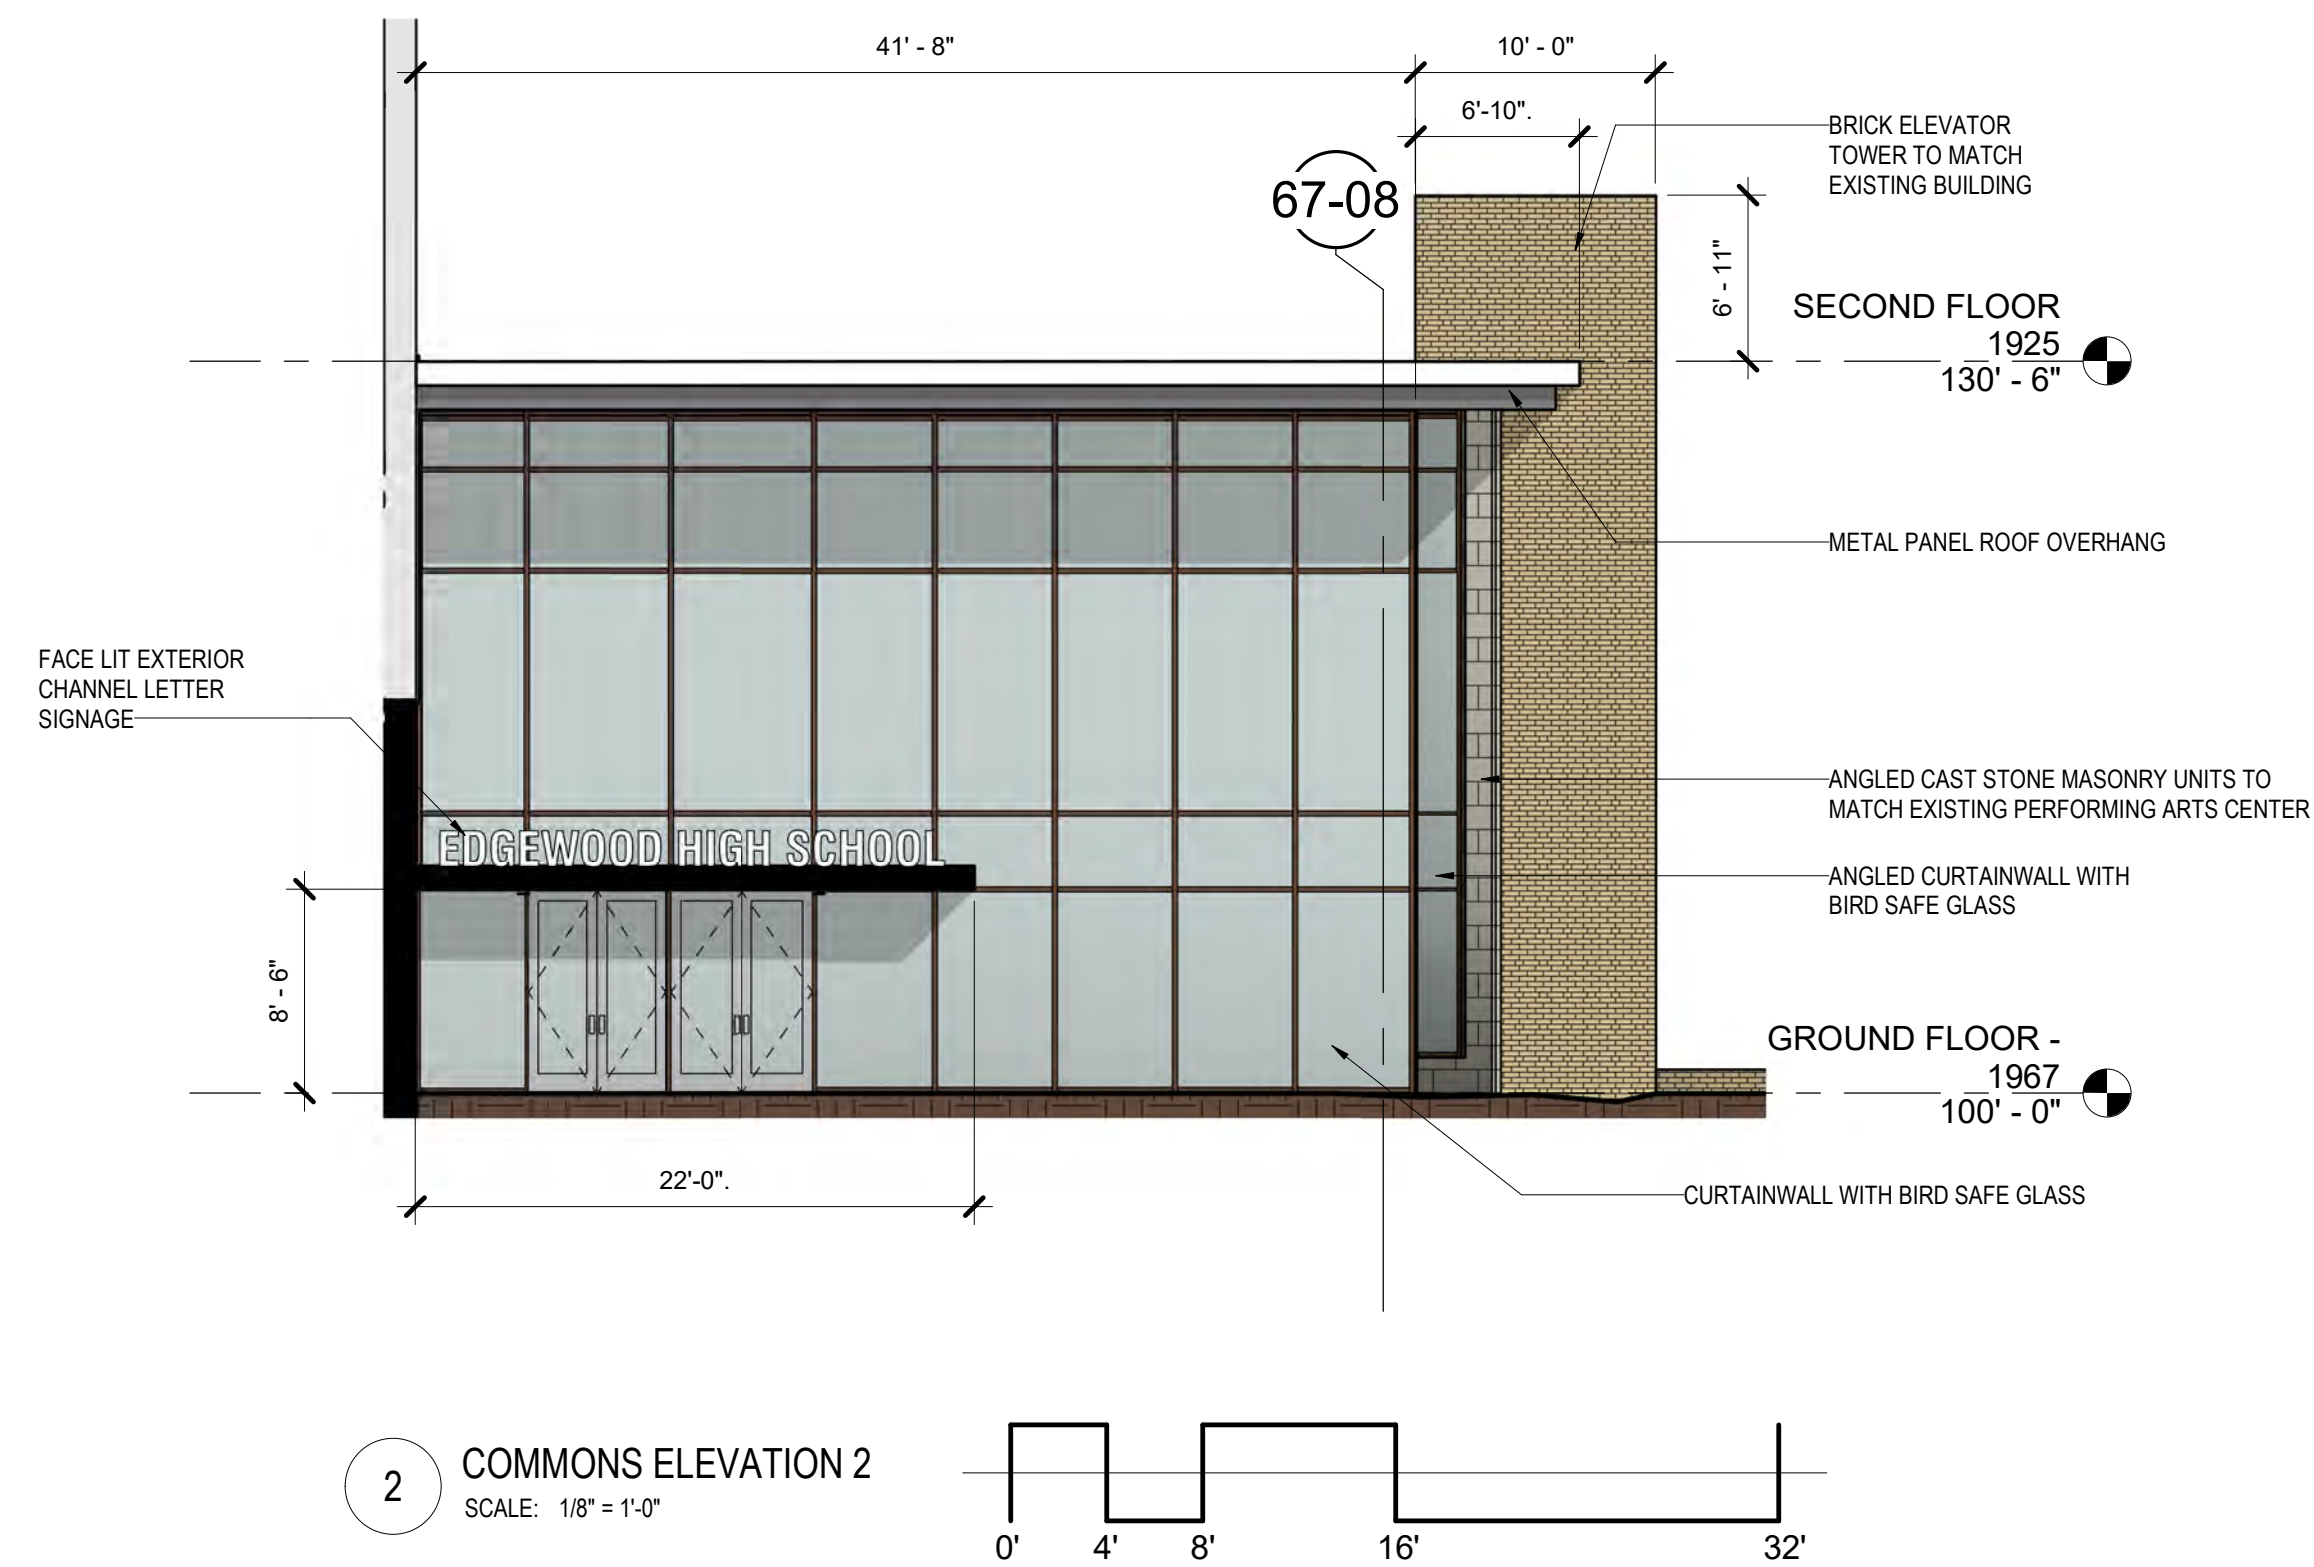 41' - 8"
10' - 0"
6'-10".
BRICK ELEVATOR
TOWER TO MATCH
EXISTING BUILDING
67-08
6' - 11"
SECOND FLOOR
1925
130' - 6"
METAL PANEL ROOF OVERHANG
FACE LIT EXTERIOR
CHANNEL LETTER
SIGNAGE
ANGLED CAST STONE MASONRY UNITS TO
MATCH EXISTING PERFORMING ARTS CENTER
EDGEWOOD HIGH SCHOOL
ANGLED CURTAINWALL WITH
BIRD SAFE GLASS
8' - 6"
GROUND FLOOR -
1967
100' - 0"
22'-0".
CURTAINWALL WITH BIRD SAFE GLASS
2
COMMONS ELEVATION 2
SCALE: 1/8" = 1'-0"
0' 4' 8' 16' 32'